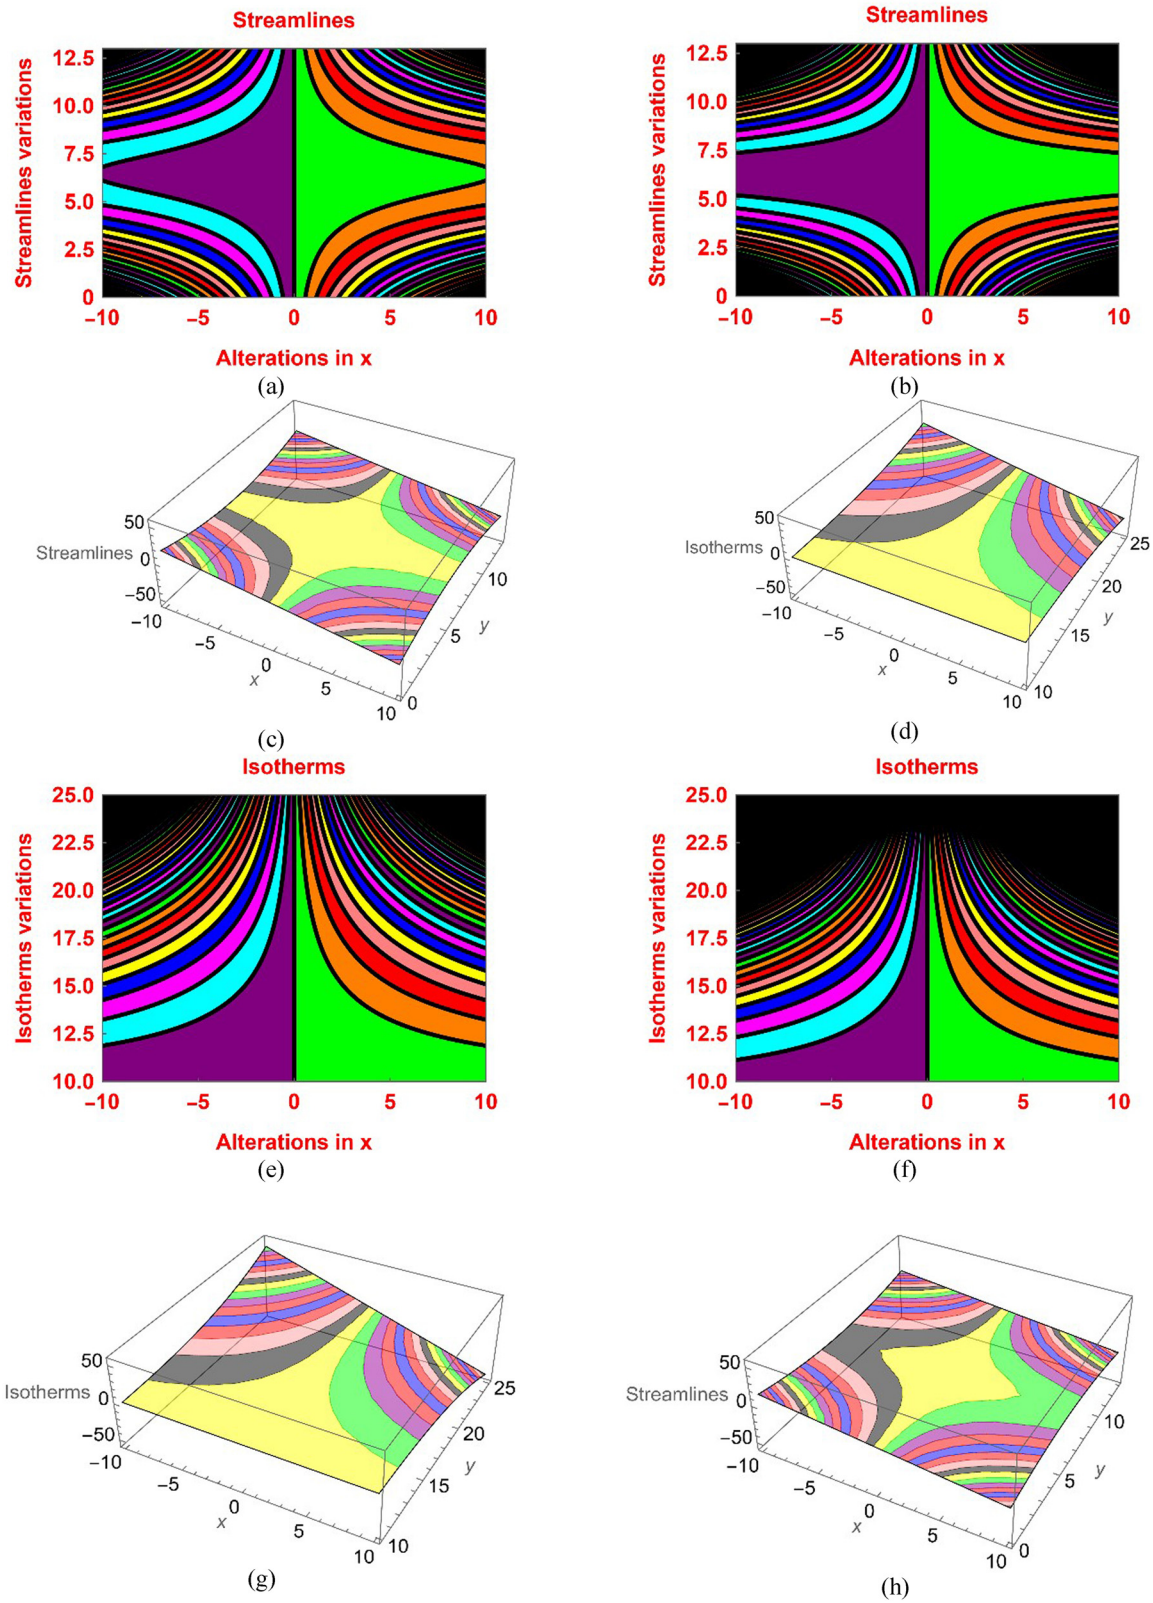 Streamlines
Streamlines variations
12.5
10.0
7.5
5.0
2.5
0
−10 −5 0 5 10
Alterations in x
(a)
Streamlines
Streamlines variations
12.5
10.0
7.5
5.0
2.5
0
−10 −5 0 5 10
Alterations in x
(b)
Streamlines
50
0
−50
−10 −5 0 5 10
x
0 5 10
y
(c)
Isotherms
50
0
−50
−10 −5 0 5 10
x
10 15 20 25
y
(d)
Isotherms
Isotherms variations
25.0
22.5
20.0
17.5
15.0
12.5
10.0
−10 −5 0 5 10
Alterations in x
(e)
Isotherms
Isotherms variations
25.0
22.5
20.0
17.5
15.0
12.5
10.0
−10 −5 0 5 10
Alterations in x
(f)
Isotherms
50
0
−50
−10 −5 0 5 10
x
10 15 20 25
y
(g)
Streamlines
50
0
−50
−10 −5 0 5 10
x
0 5 10
y
(h)